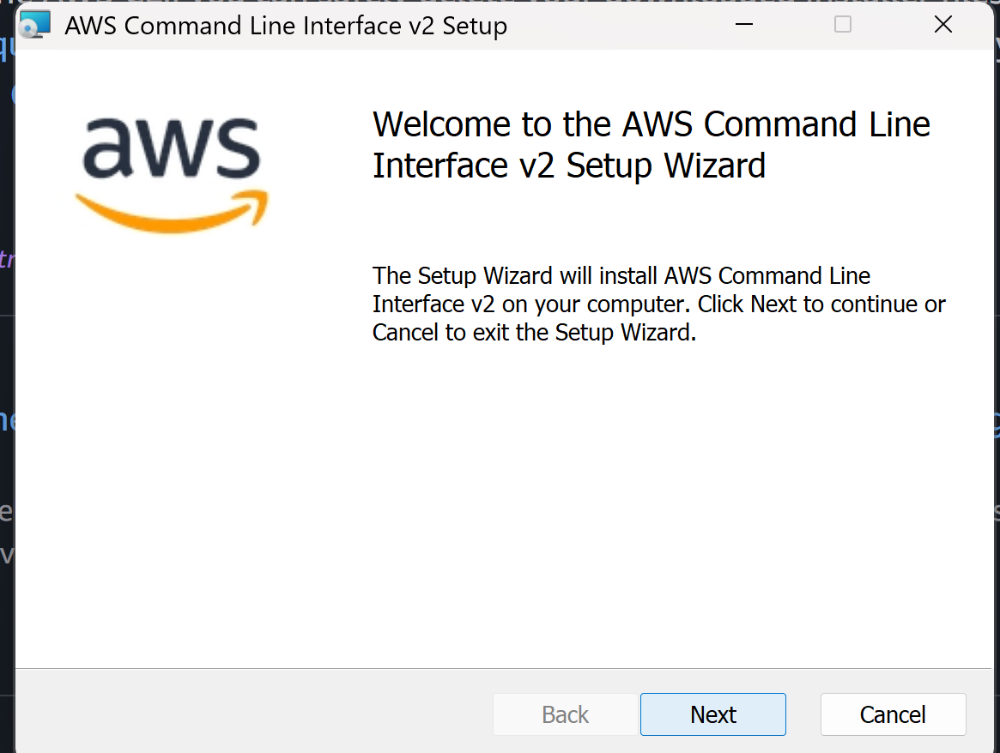 AWS Command Line Interface v2 Setup
aws
Welcome to the AWS Command Line
Interface v2 Setup Wizard
The Setup Wizard will install AWS Command Line
Interface v2 on your computer. Click Next to continue or
Cancel to exit the Setup Wizard.
Back
Next
Cancel